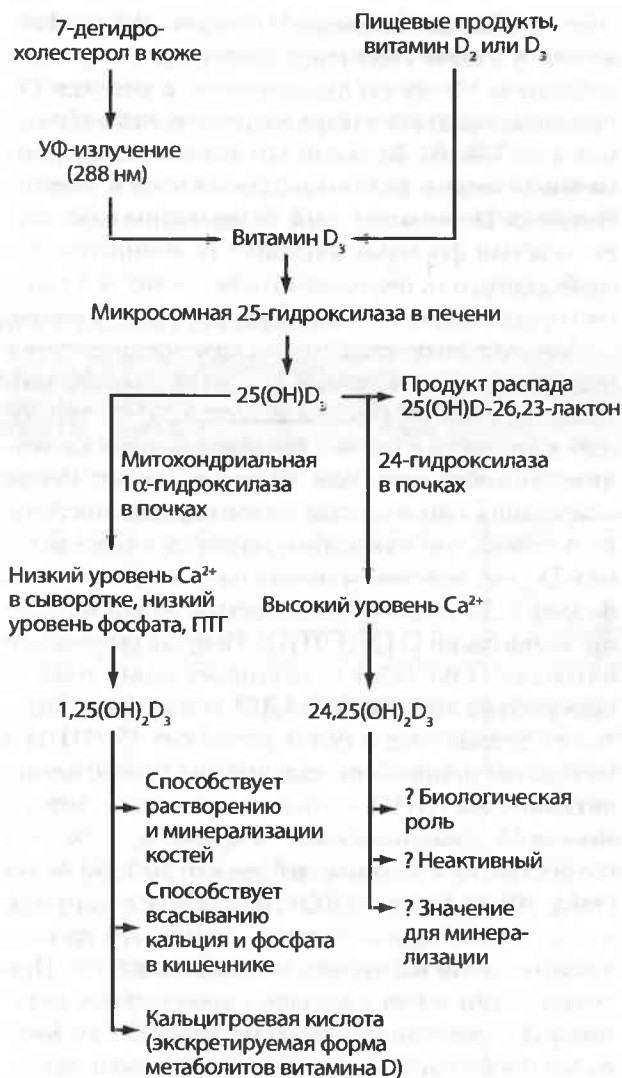 7-дегидро-
холестерол в коже
Пищевые продукты,
витамин D₂ или D₃
УФ-излучение
(288 нм)
Витамин D₃
Микросомная 25-гидроксилаза в печени
25(OH)D₃
Продукт распада
25(OH)D-26,23-лактон
Митохондриальная
1α-гидроксилаза
в почках
24-гидроксилаза
в почках
Низкий уровень Ca²⁺
в сыворотке, низкий
уровень фосфата, ПТГ
Высокий уровень Ca²⁺
1,25(OH)₂D₃
24,25(OH)₂D₃
Способствует
растворению
и минерализации
костей
Способствует
всасыванию
кальция и фосфата
в кишечнике
Кальцитроевая кислота
(экскретируемая форма
метаболитов витамина D)
? Биологическая
роль
? Неактивный
? Значение
для минера-
лизации